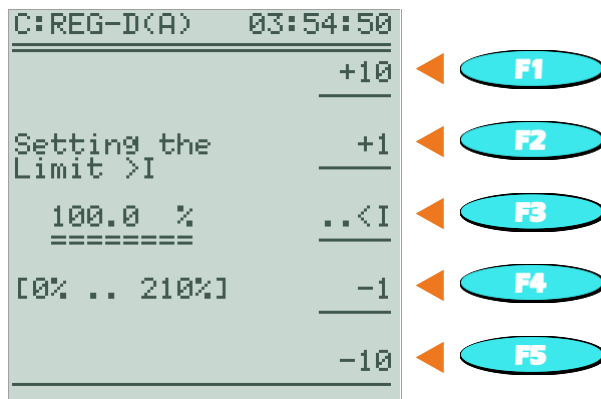 C:REG-D(A) 03:54:50
+10 F1
Setting the +1 F2
Limit >I
100.0 % ..<I F3
========
[0% .. 210%] -1 F4
-10 F5